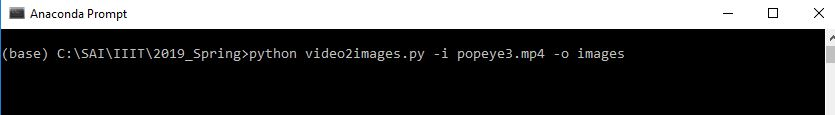 Anaconda Prompt
(base) C:\SAI\IIIT\2019_Spring>python video2images.py -i popeye3.mp4 -o images